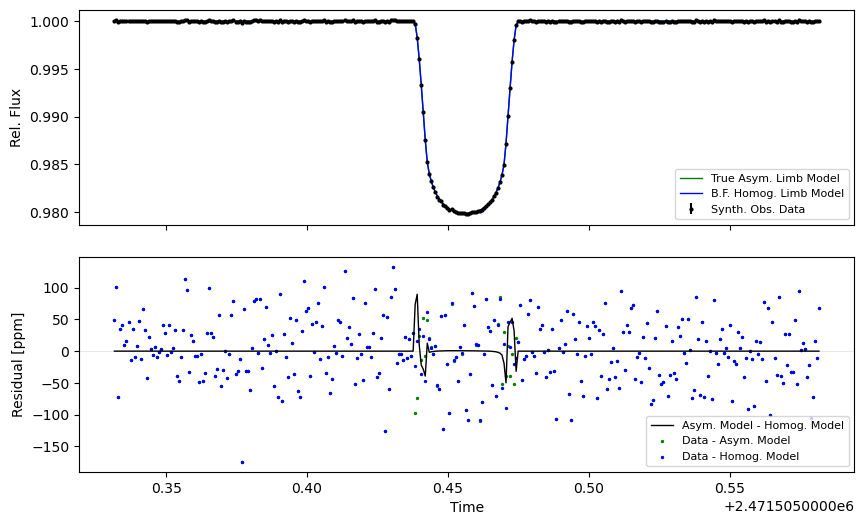 1.000
0.995
0.990
0.985
0.980
Rel. Flux
True Asym. Limb Model
B.F. Homog. Limb Model
Synth. Obs. Data
100
50
0
−50
−100
−150
Residual [ppm]
Asym. Model - Homog. Model
Data - Asym. Model
Data - Homog. Model
0.35
0.40
0.45
0.50
0.55
Time
+2.4715050000e6